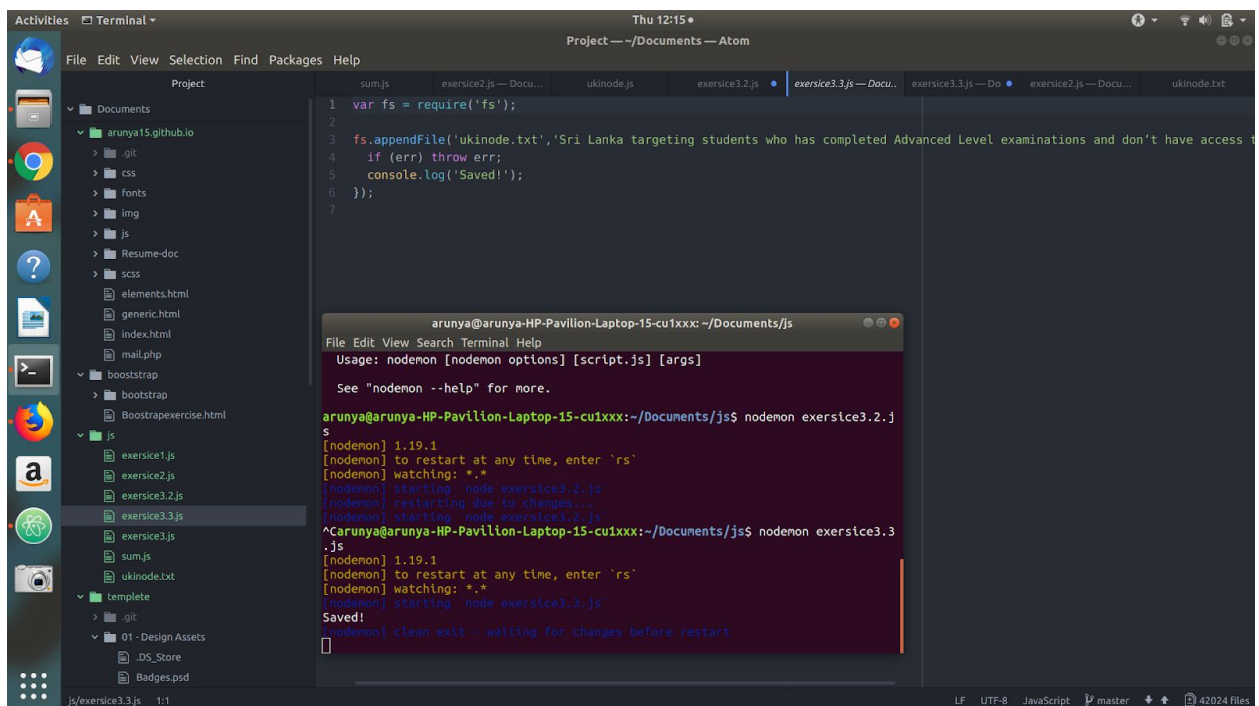 Activities Terminal Thu 12:15
Project — ~/Documents — Atom
File Edit View Selection Find Packages Help
Project
sum.js exersice2.js — Docu... ukinode.js exersice3.2.js exersice3.3.js — Docu.. exersice3.3.js — Do exersice2.js — Docu... ukinode.txt
Documents
arunya15.github.io
.git
css
fonts
img
js
Resume-doc
scss
elements.html
generic.html
index.html
mail.php
booststrap
bootstrap
Boostrapexercise.html
js
exersice1.js
exersice2.js
exersice3.2.js
exersice3.3.js
exersice3.js
sum.js
ukinode.txt
templete
.git
01 - Design Assets
.DS_Store
Badges.psd
1 var fs = require('fs');
2
3 fs.appendFile('ukinode.txt','Sri Lanka targeting students who has completed Advanced Level examinations and don’t have access t
4 if (err) throw err;
5 console.log('Saved!');
6 });
7
arunya@arunya-HP-Pavilion-Laptop-15-cu1xxx: ~/Documents/js
File Edit View Search Terminal Help
Usage: nodemon [nodemon options] [script.js] [args]
See "nodemon --help" for more.
arunya@arunya-HP-Pavilion-Laptop-15-cu1xxx:~/Documents/js$ nodemon exersice3.2.j
s
[nodemon] 1.19.1
[nodemon] to restart at any time, enter `rs`
[nodemon] watching: *.*
[nodemon] starting `node exersice3.2.js`
[nodemon] restarting due to changes...
[nodemon] starting `node exersice3.2.js`
^Carunya@arunya-HP-Pavilion-Laptop-15-cu1xxx:~/Documents/js$ nodemon exersice3.3
.js
[nodemon] 1.19.1
[nodemon] to restart at any time, enter `rs`
[nodemon] watching: *.*
[nodemon] starting `node exersice3.3.js`
Saved!
[nodemon] clean exit - waiting for changes before restart
js/exersice3.3.js 1:1 LF UTF-8 JavaScript master 42024 files